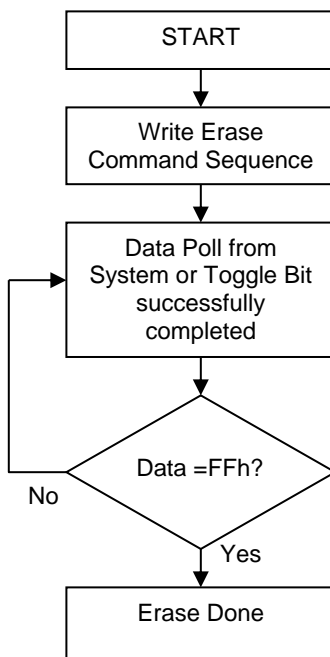 START
Write Erase
Command Sequence
Data Poll from
System or Toggle Bit
successfully
completed
Data =FFh?
No
Yes
Erase Done